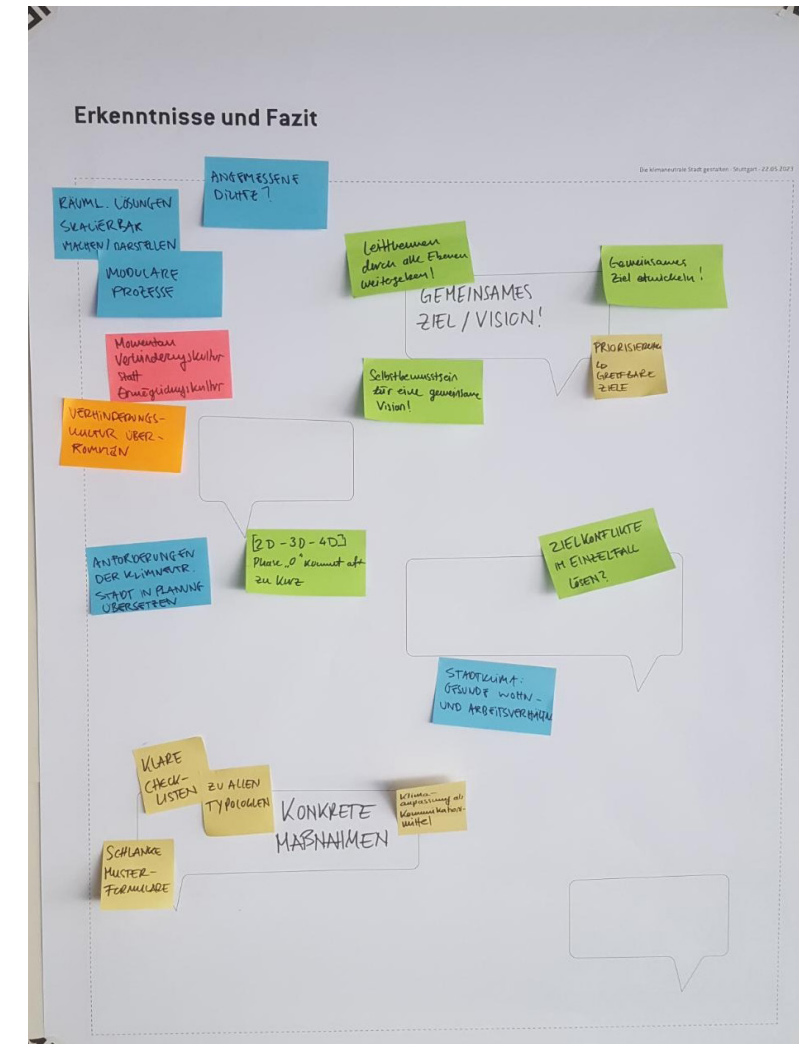 Erkenntnisse und Fazit
Die klimaneutrale Stadt gestalten - Stuttgart - 22.05.2023
ANGEMESSENE
DICHTE?
RÄUML. LÖSUNGEN
SKALIERBAR
MACHEN/DARSTELLEN
MODULARE
PROZESSE
Leitthemen
durch alle Ebenen
weitergeben!
GEMEINSAMES
ZIEL / VISION!
Gemeinsames
Ziel entwickeln!
PRIORISIERUNG
GREIFBARE
ZIELE
Momentan
Verhinderungskultur
statt
Ermöglichungskultur
Selbstbewusstsein
für eine gemeinsame
Vision!
VERHINDERUNGS-
KULTUR ÜBER-
KOMMEN
ANFORDERUNGEN
DER KLIMNEUTR.
STADT IN PLANUNG
ÜBERSETZEN
[2D-3D-4D]
Phase "0" kommt oft
zu kurz
ZIELKONFLIKTE
IM EINZELFALL
LÖSEN?
STADTKLIMA:
GESUNDE WOHN-
UND ARBEITSVERHÄLTN
KLARE
CHECK-
LISTEN
ZU ALLEN
TYPOLOGIEN
KONKRETE
MAẞNAHMEN
Klima-
anpassung als
Kommunikations-
mittel
SCHLANKE
MUSTER-
FORMULARE